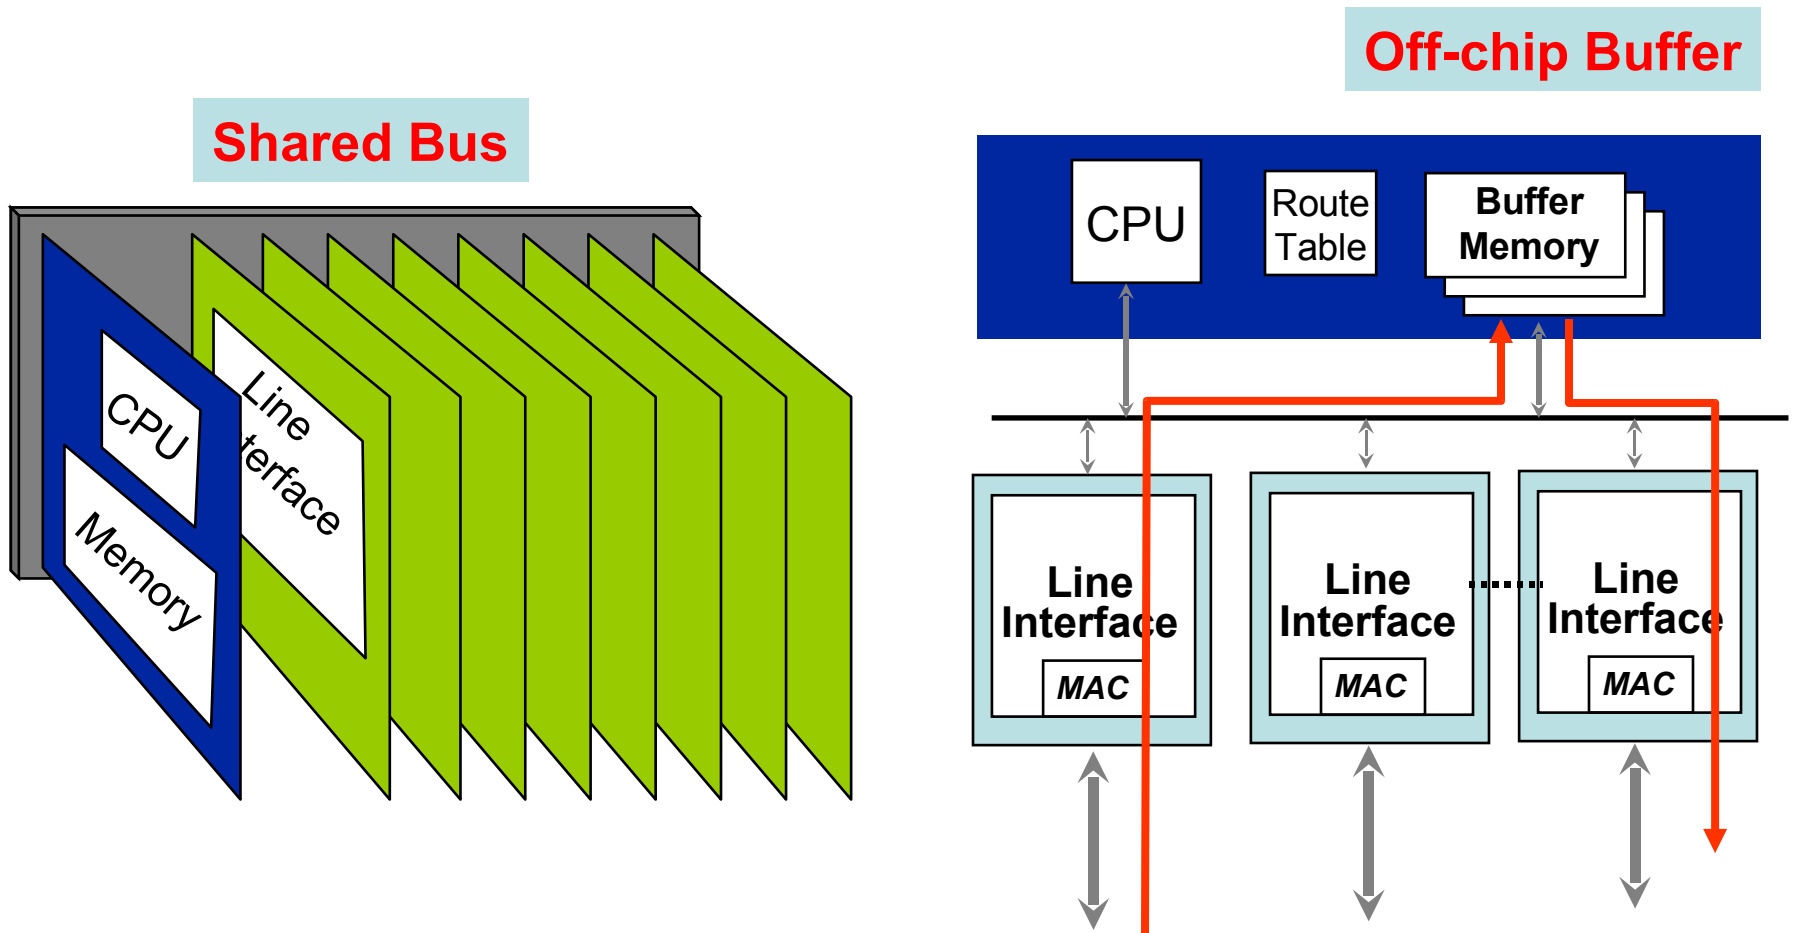 Shared Bus
CPU
Memory
Line
Interface
Off-chip Buffer
CPU
Route
Table
Buffer
Memory
Line
Interface
MAC
Line
Interface
MAC
Line
Interface
MAC